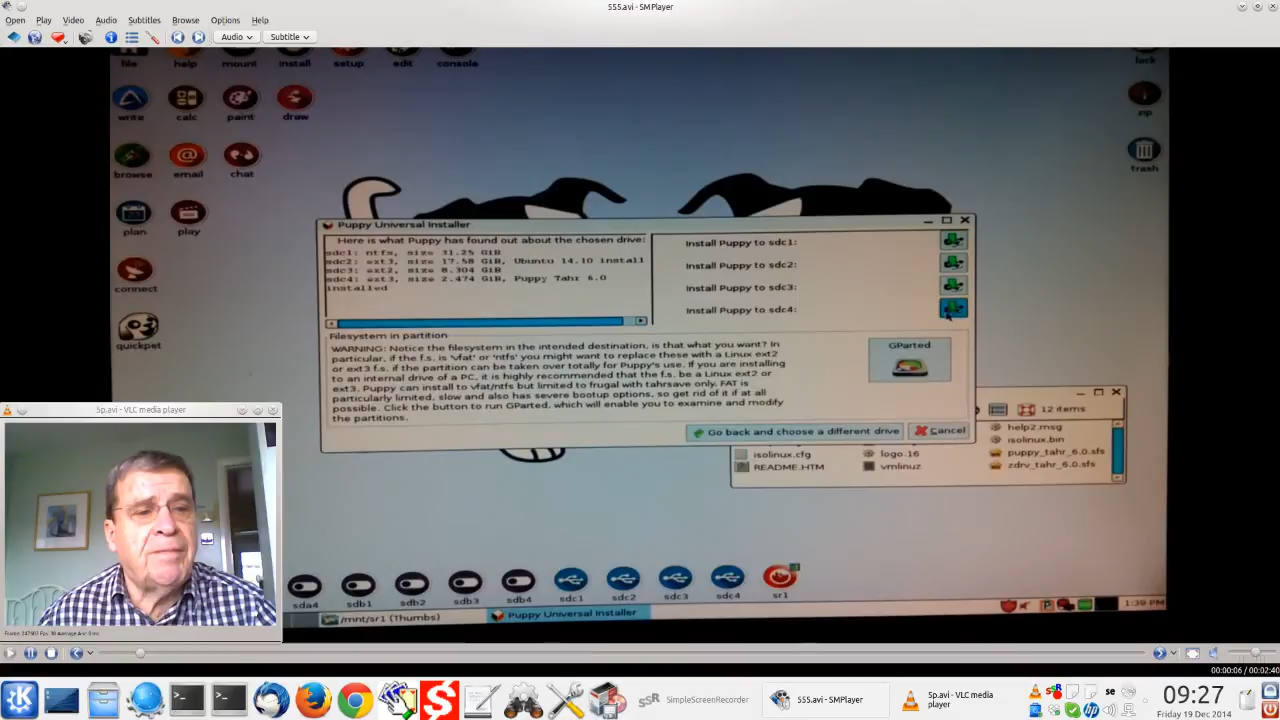 555.avi - SMPlayer
Open Play Video Audio Subtitles Browse Options Help
Audio Subtitle
file help mount install setup edit console
lock
write calc paint draw
zip
browse email chat
trash
plan play
connect
quickpet
Puppy Universal Installer
Here is what Puppy has found out about the chosen drive:
sdc1: ntfs, size 31.25 GiB
sdc2: ext3, size 17.58 GiB, Ubuntu 14.10 install
sdc3: ext2, size 8.304 GiB
sdc4: ext3, size 2.474 GiB, Puppy Tahr 6.0
installed
Install Puppy to sdc1:
Install Puppy to sdc2:
Install Puppy to sdc3:
Install Puppy to sdc4:
Filesystem in partition
WARNING: Notice the filesystem in the intended destination, is that what you want? In
particular, if the f.s. is 'vfat' or 'ntfs' you might want to replace these with a Linux ext2
or ext3 f.s. if the partition can be taken over totally for Puppy's use. If you are installing
to an internal drive of a PC, it is highly recommended that the f.s. be a Linux ext2 or
ext3. Puppy can install to vfat/ntfs but limited to frugal with tahrsave only. FAT is
particularly limited, slow and also has severe bootup options, so get rid of it if at all
possible. Click the button to run GParted, which will enable you to examine and modify
the partitions.
GParted
Go back and choose a different drive Cancel
12 items
help2.msg
isolinux.bin
isolinux.cfg logo.16 puppy_tahr_6.0.sfs
README.HTM vmlinuz zdrv_tahr_6.0.sfs
5p.avi - VLC media player
sda4 sdb1 sdb2 sdb3 sdb4 sdc1 sdc2 sdc3 sdc4 sr1
/mnt/sr1 (Thumbs) Puppy Universal Installer 1:39 PM
00:00:06 / 00:02:40
SimpleScreenRecorder
555.avi - SMPlayer
5p.avi — VLC media
player
se
09:27
Friday 19 Dec 2014